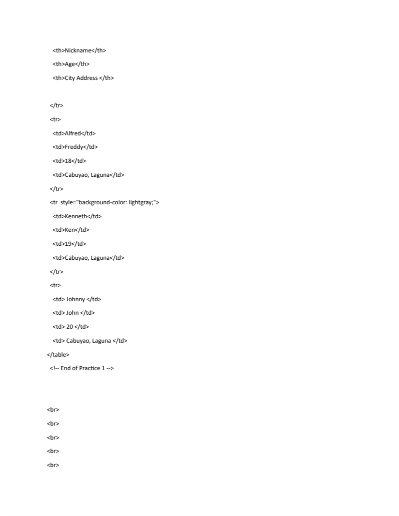 <th>Nickname</th>
<th>Age</th>
<th>City Address </th>
</tr>
<tr>
<td>Alfred</td>
<td>Freddy</td>
<td>18</td>
<td>Cabuyao, Laguna</td>
</tr>
<tr style="background-color: lightgray;">
<td>Kenneth</td>
<td>Ken</td>
<td>19</td>
<td>Cabuyao, Laguna</td>
</tr>
<tr>
<td> Johnny </td>
<td> John </td>
<td> 20 </td>
<td> Cabuyao, Laguna </td>
</table>
<!-- End of Practice 1 -->
<br>
<br>
<br>
<br>
<br>